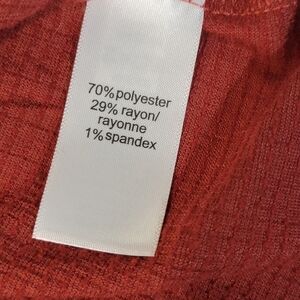 70% polyester
29% rayon/
rayonne
1% spandex